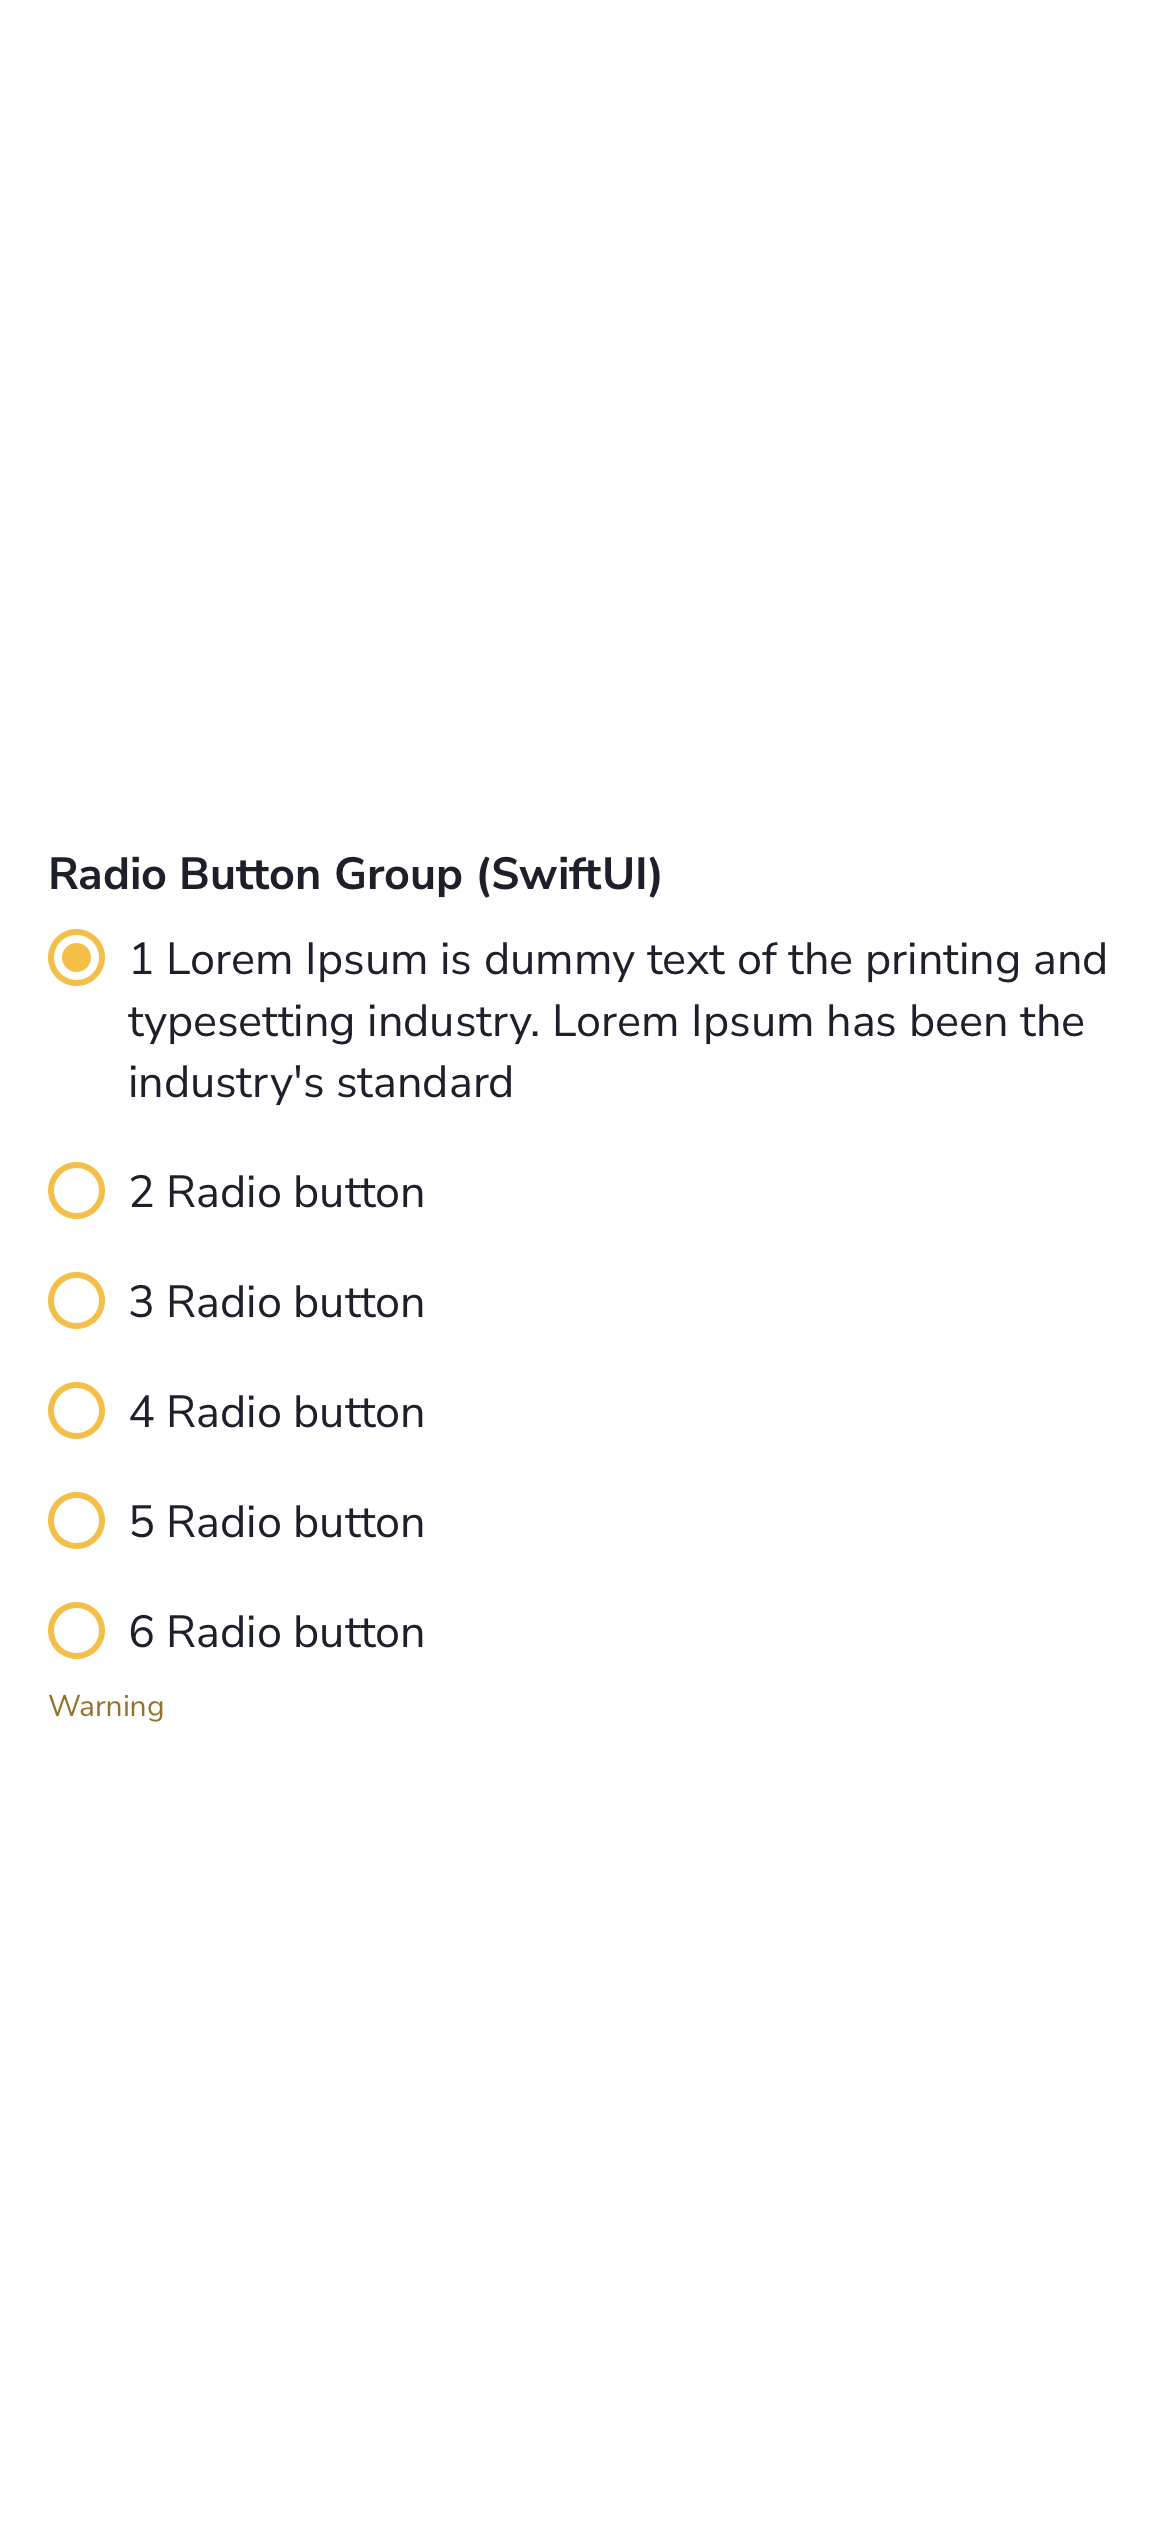 Radio Button Group (SwiftUI)
1 Lorem Ipsum is dummy text of the printing and
typesetting industry. Lorem Ipsum has been the
industry's standard
2 Radio button
3 Radio button
4 Radio button
5 Radio button
6 Radio button
Warning